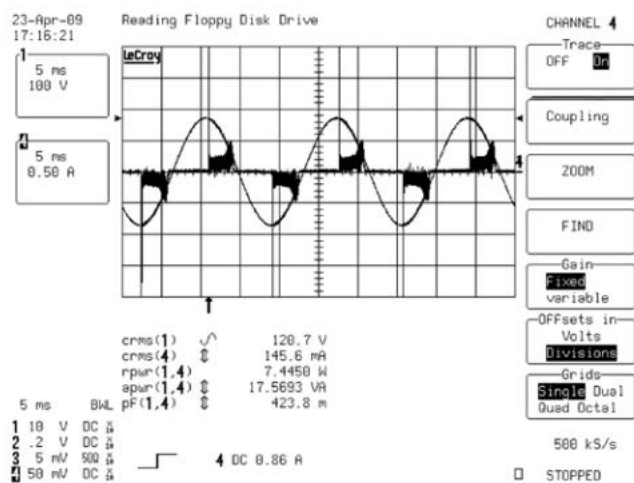 23-Apr-09
17:16:21
Reading Floppy Disk Drive
LeCroy
1
5 ms
100 V
4
5 ms
0.50 A
4
CHANNEL 4
Trace
OFF On
Coupling
ZOOM
FIND
Gain
Fixed
variable
Offsets in
Volts
Divisions
Grids
Single Dual
Quad Octal
crms(1) 120.7 V
crms(4) 145.6 mA
rpwr(1,4) 7.4450 W
apwr(1,4) 17.5693 VA
pF(1,4) 423.8 m
5 ms BWL
1 10 V DC
2 .2 V DC
3 5 mV 50Ω
4 50 mV DC
4 DC 0.86 A
500 kS/s
STOPPED